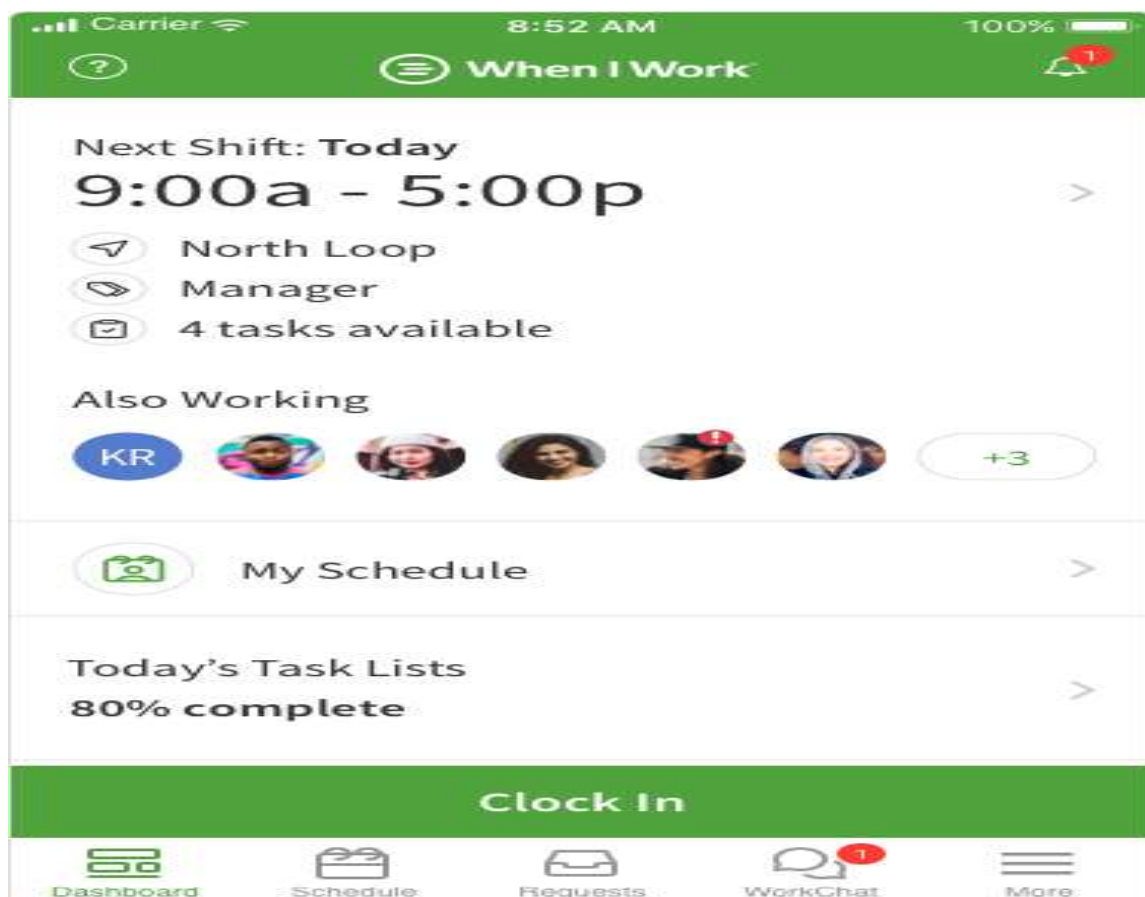 Carrier 8:52 AM 100%
? When I Work 1
Next Shift: Today
9:00a - 5:00p >
North Loop
Manager
4 tasks available
Also Working
KR ! +3
My Schedule >
Today's Task Lists
80% complete >
Clock In
1
Dashboard Schedule Requests WorkChat More